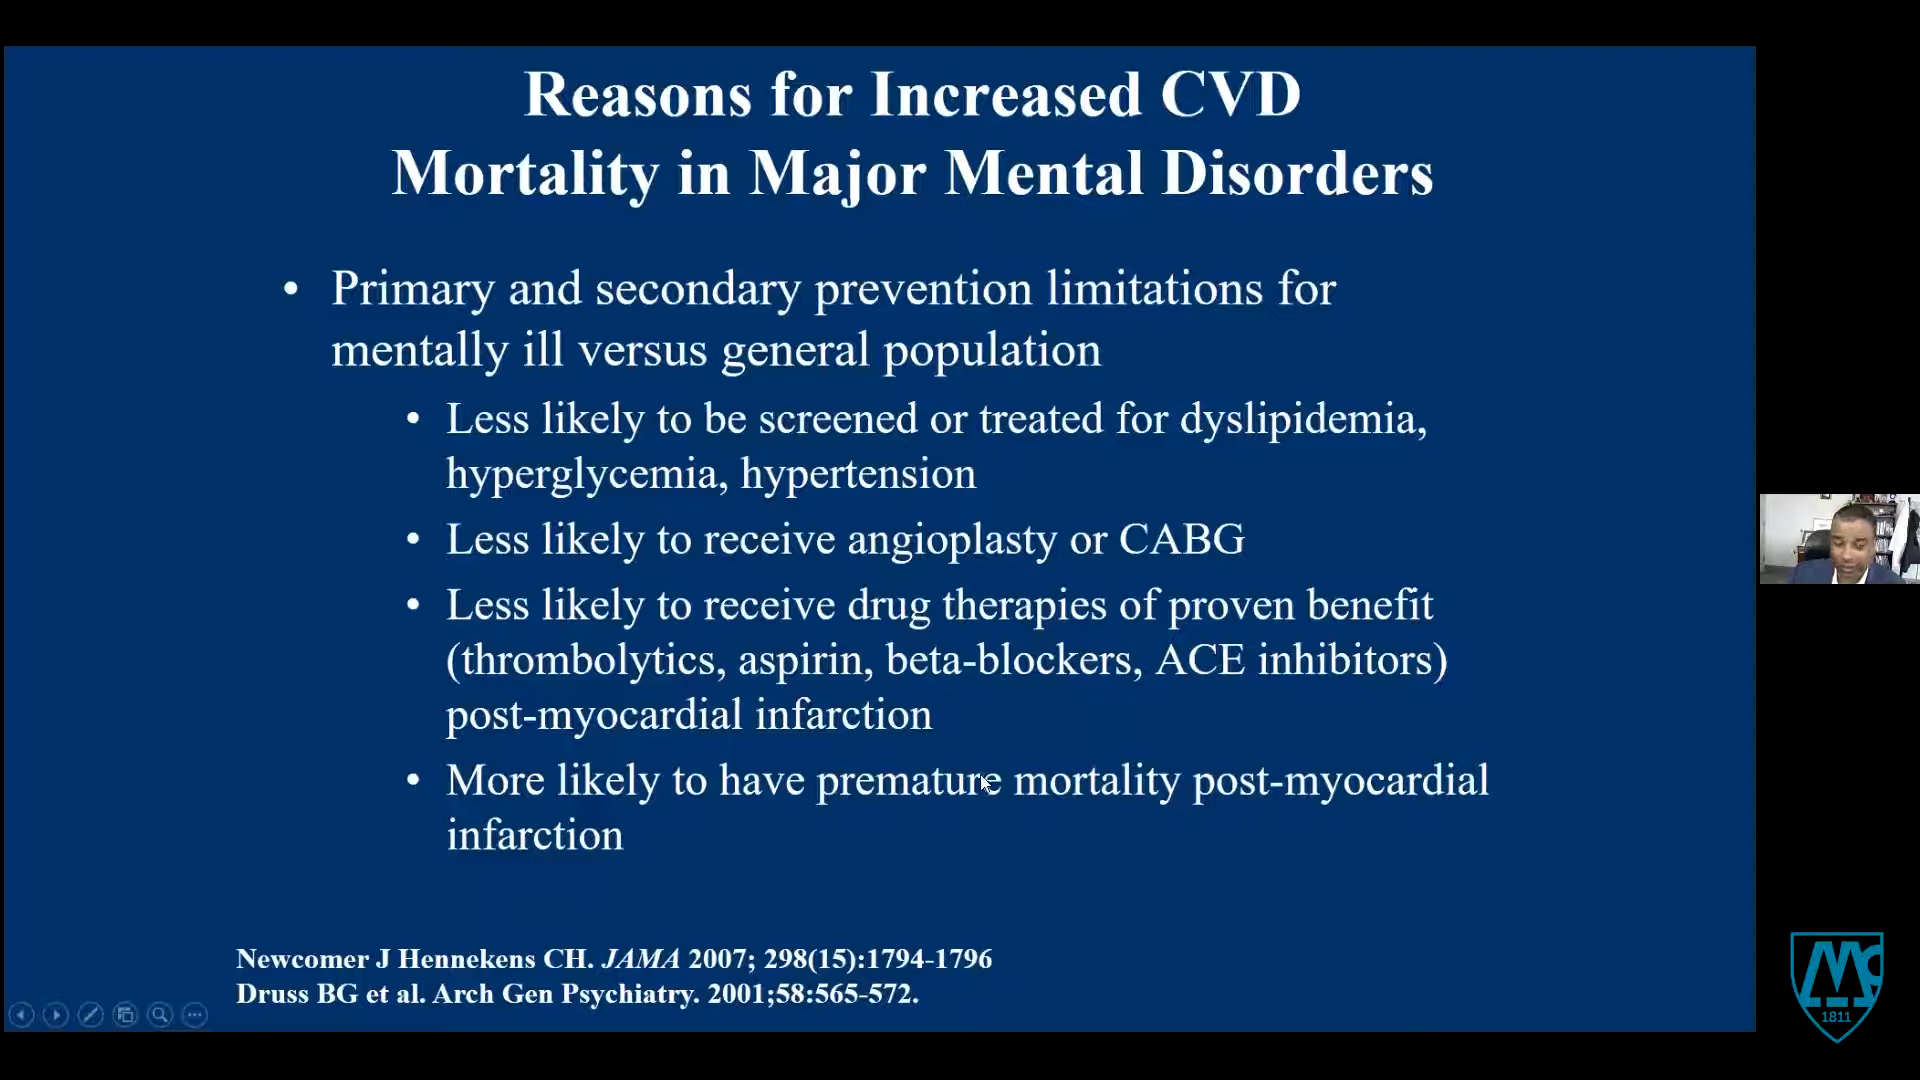 Reasons for Increased CVD
Mortality in Major Mental Disorders
• Primary and secondary prevention limitations for
mentally ill versus general population
• Less likely to be screened or treated for dyslipidemia,
hyperglycemia, hypertension
• Less likely to receive angioplasty or CABG
• Less likely to receive drug therapies of proven benefit
(thrombolytics, aspirin, beta-blockers, ACE inhibitors)
post-myocardial infarction
• More likely to have premature mortality post-myocardial
infarction
Newcomer J Hennekens CH. JAMA 2007; 298(15):1794-1796
Druss BG et al. Arch Gen Psychiatry. 2001;58:565-572.
1811